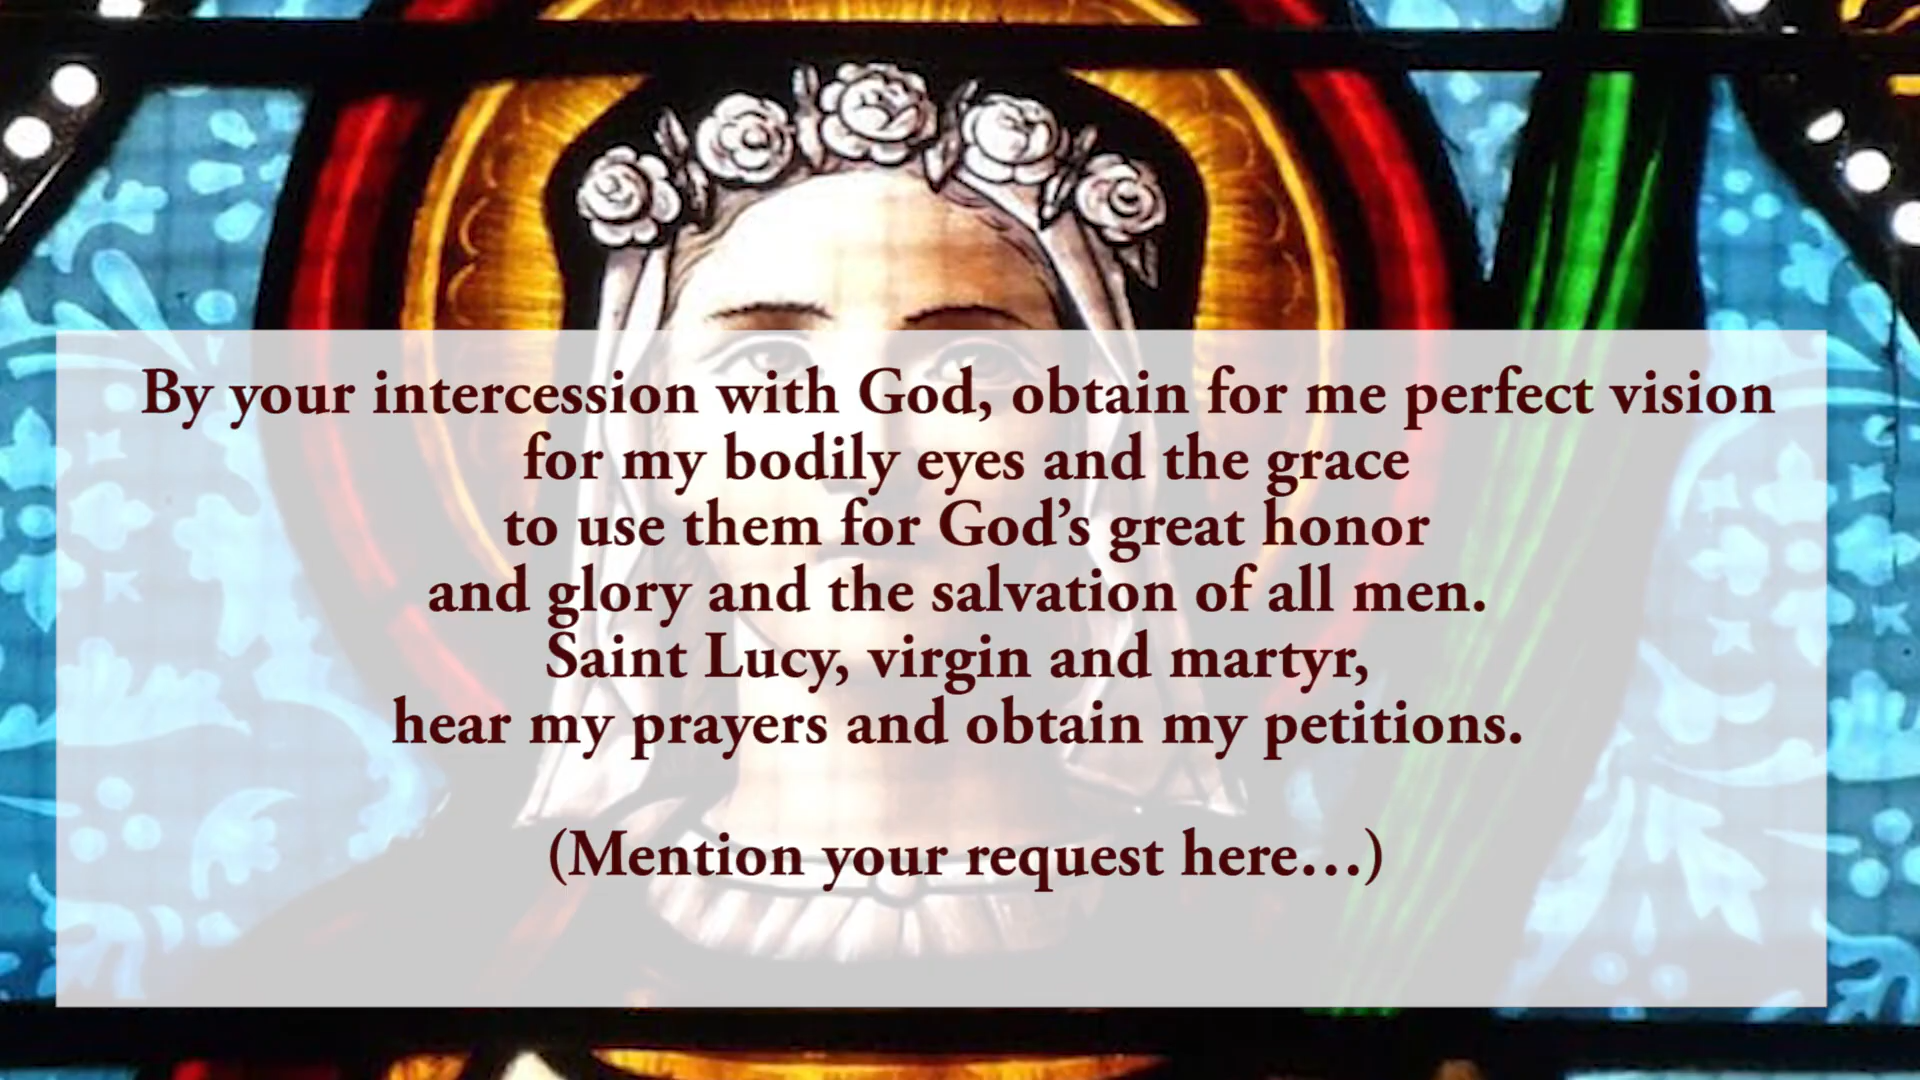 By your intercession with God, obtain for me perfect vision
for my bodily eyes and the grace
to use them for God’s great honor
and glory and the salvation of all men.
Saint Lucy, virgin and martyr,
hear my prayers and obtain my petitions.
(Mention your request here…)